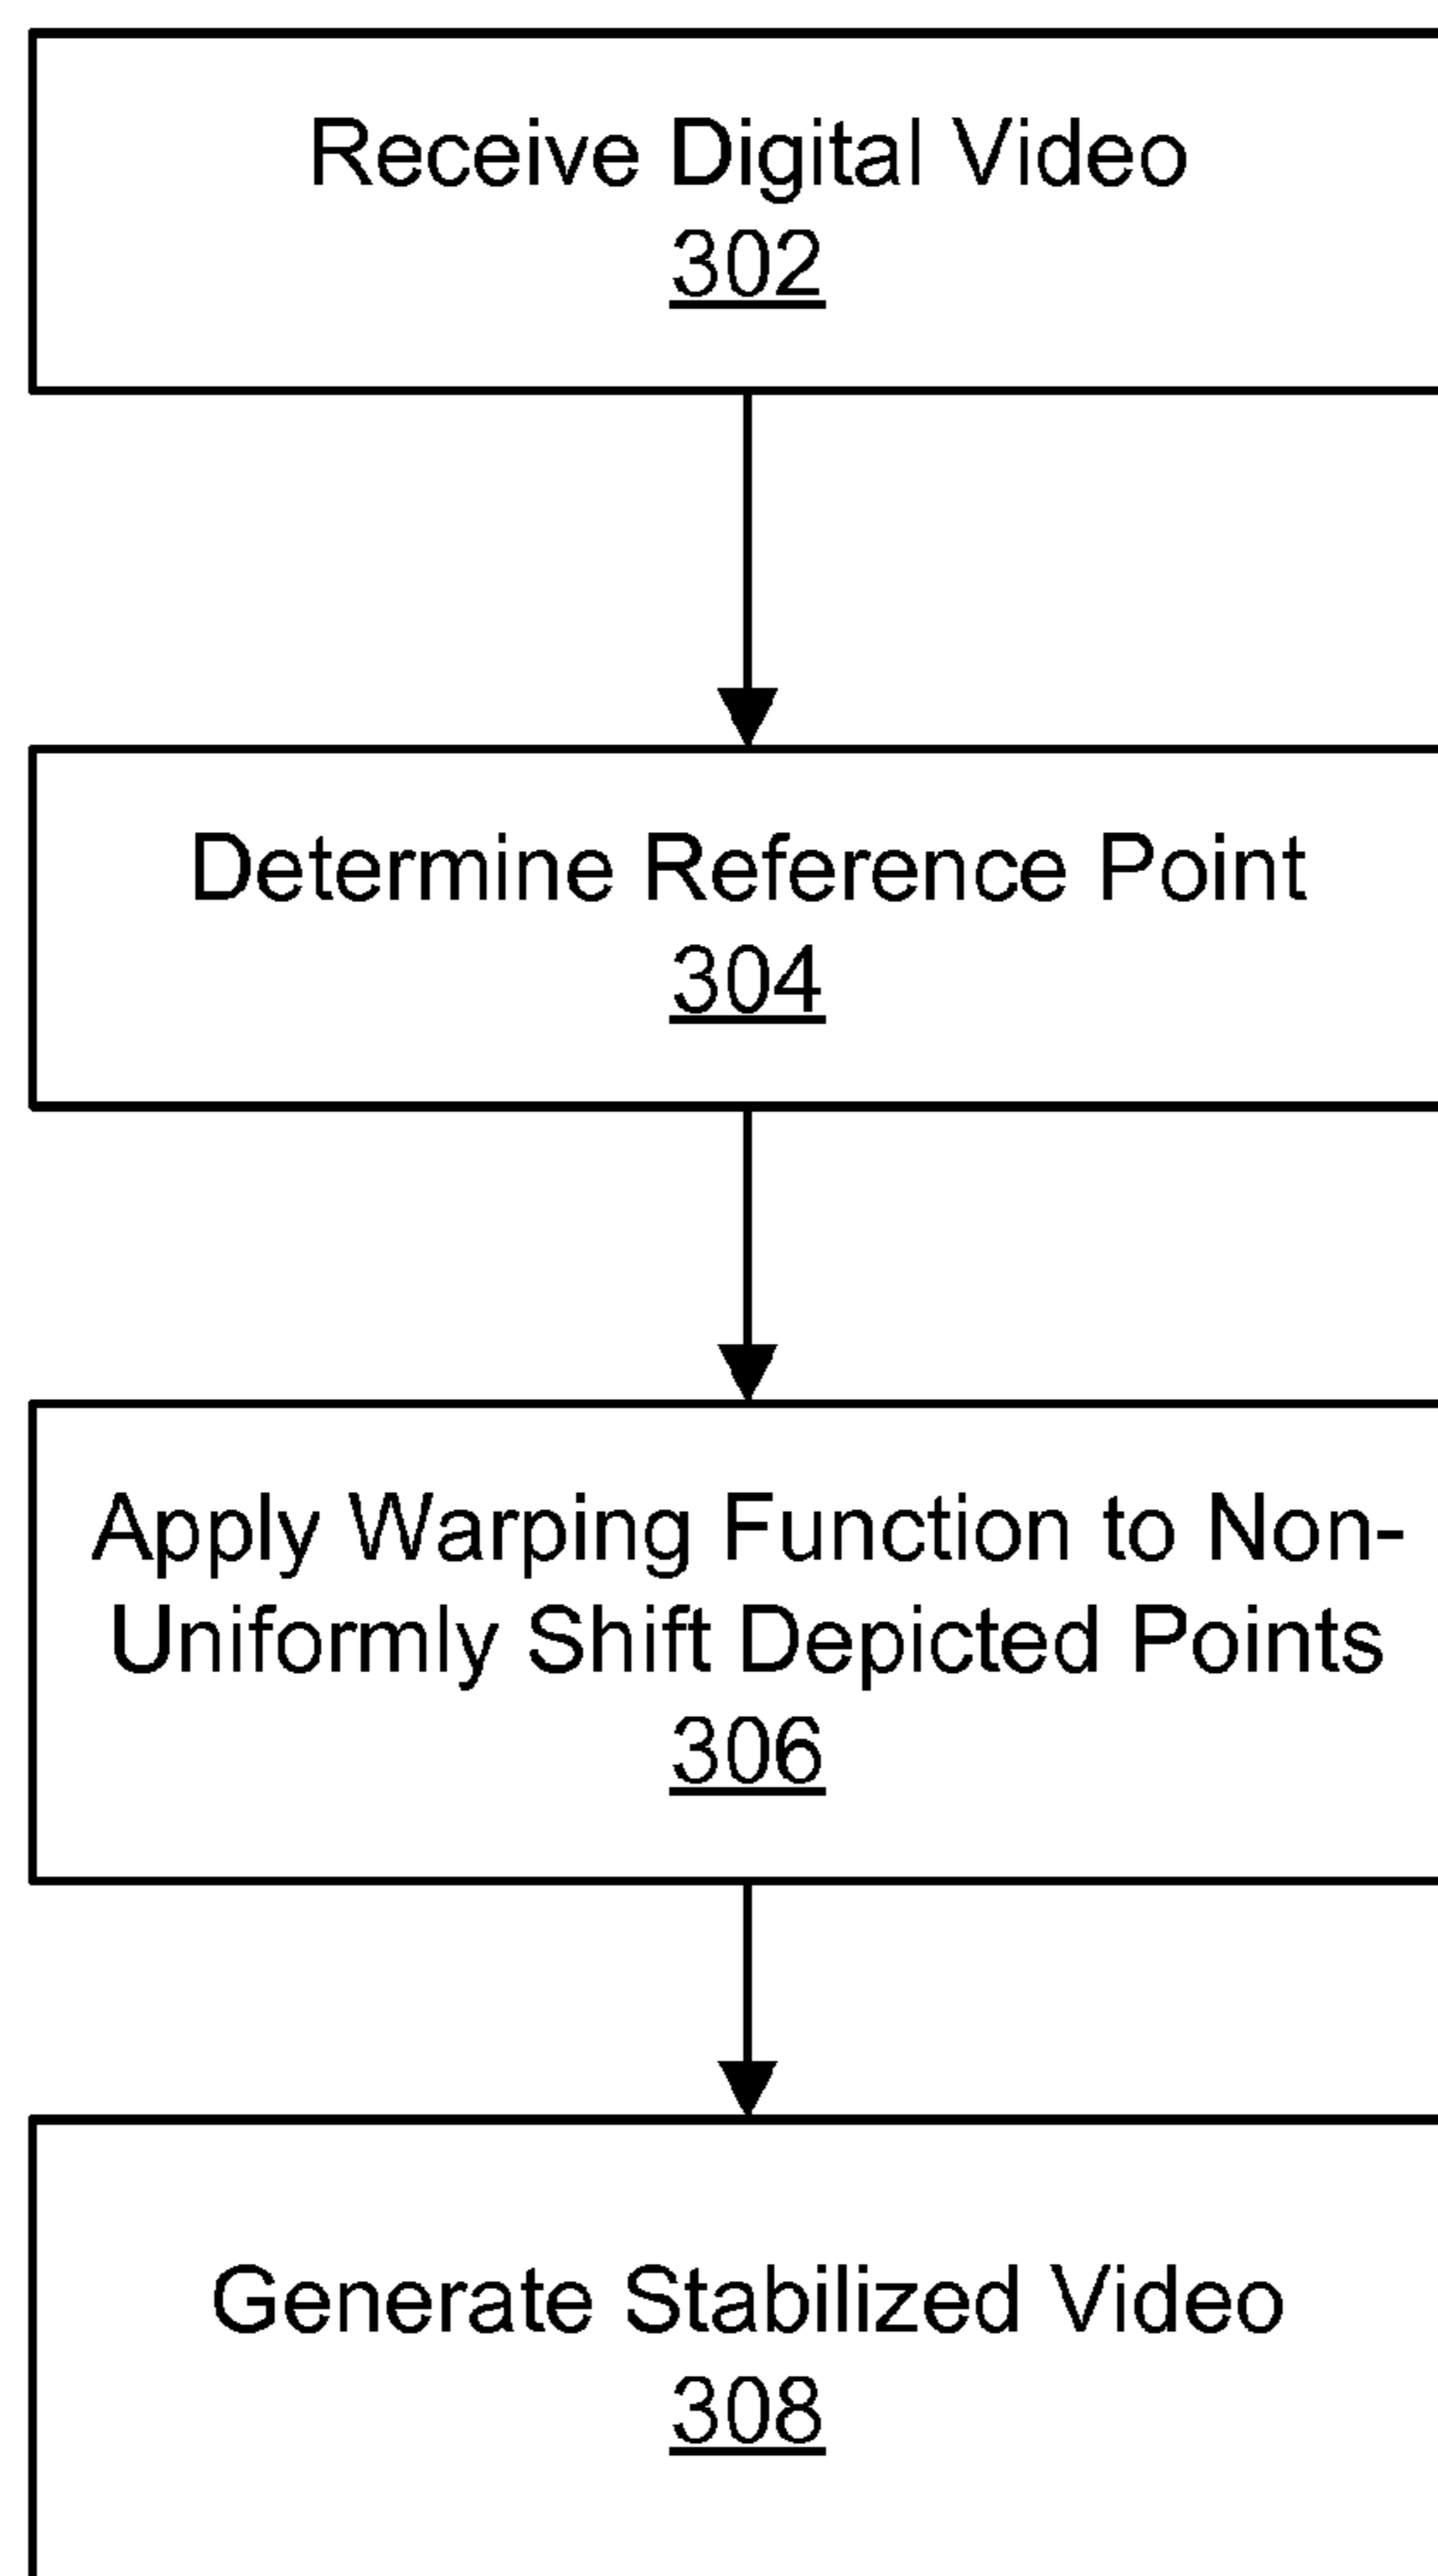 Receive Digital Video
302
Determine Reference Point
304
Apply Warping Function to Non-
Uniformly Shift Depicted Points
306
Generate Stabilized Video
308